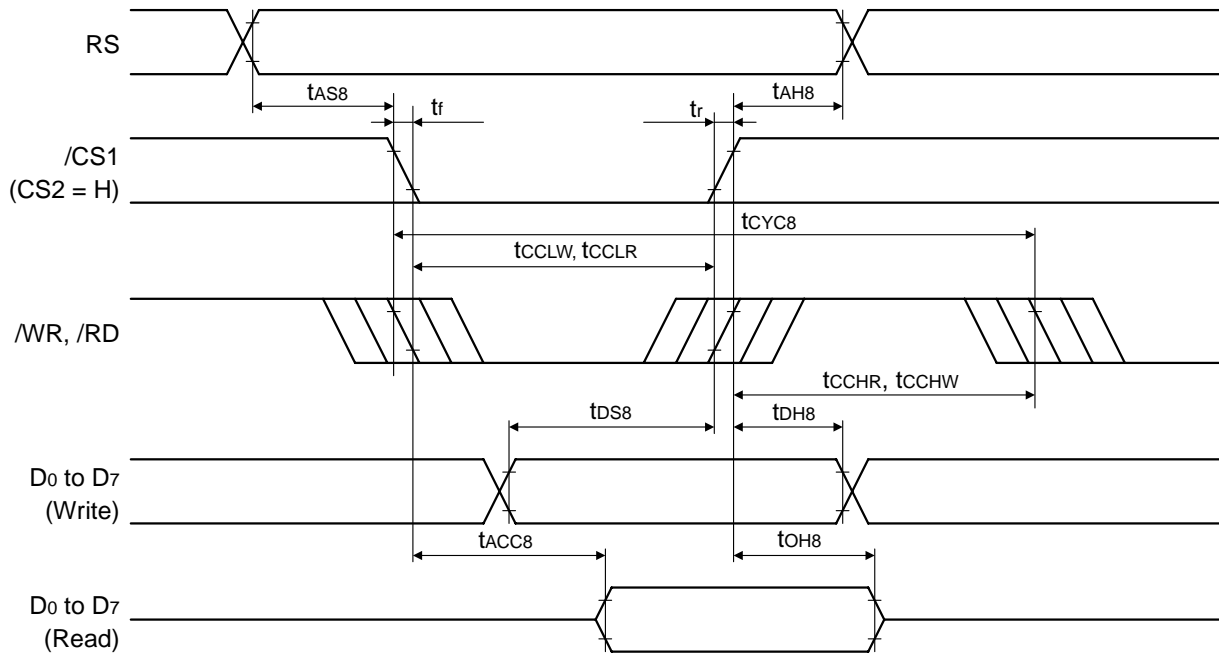 RS
tAS8
tf
tr
tAH8
/CS1
(CS2 = H)
tCYC8
tCCLW, tCCLR
/WR, /RD
tCCHR, tCCHW
tDS8
tDH8
D0 to D7
(Write)
tACC8
tOH8
D0 to D7
(Read)